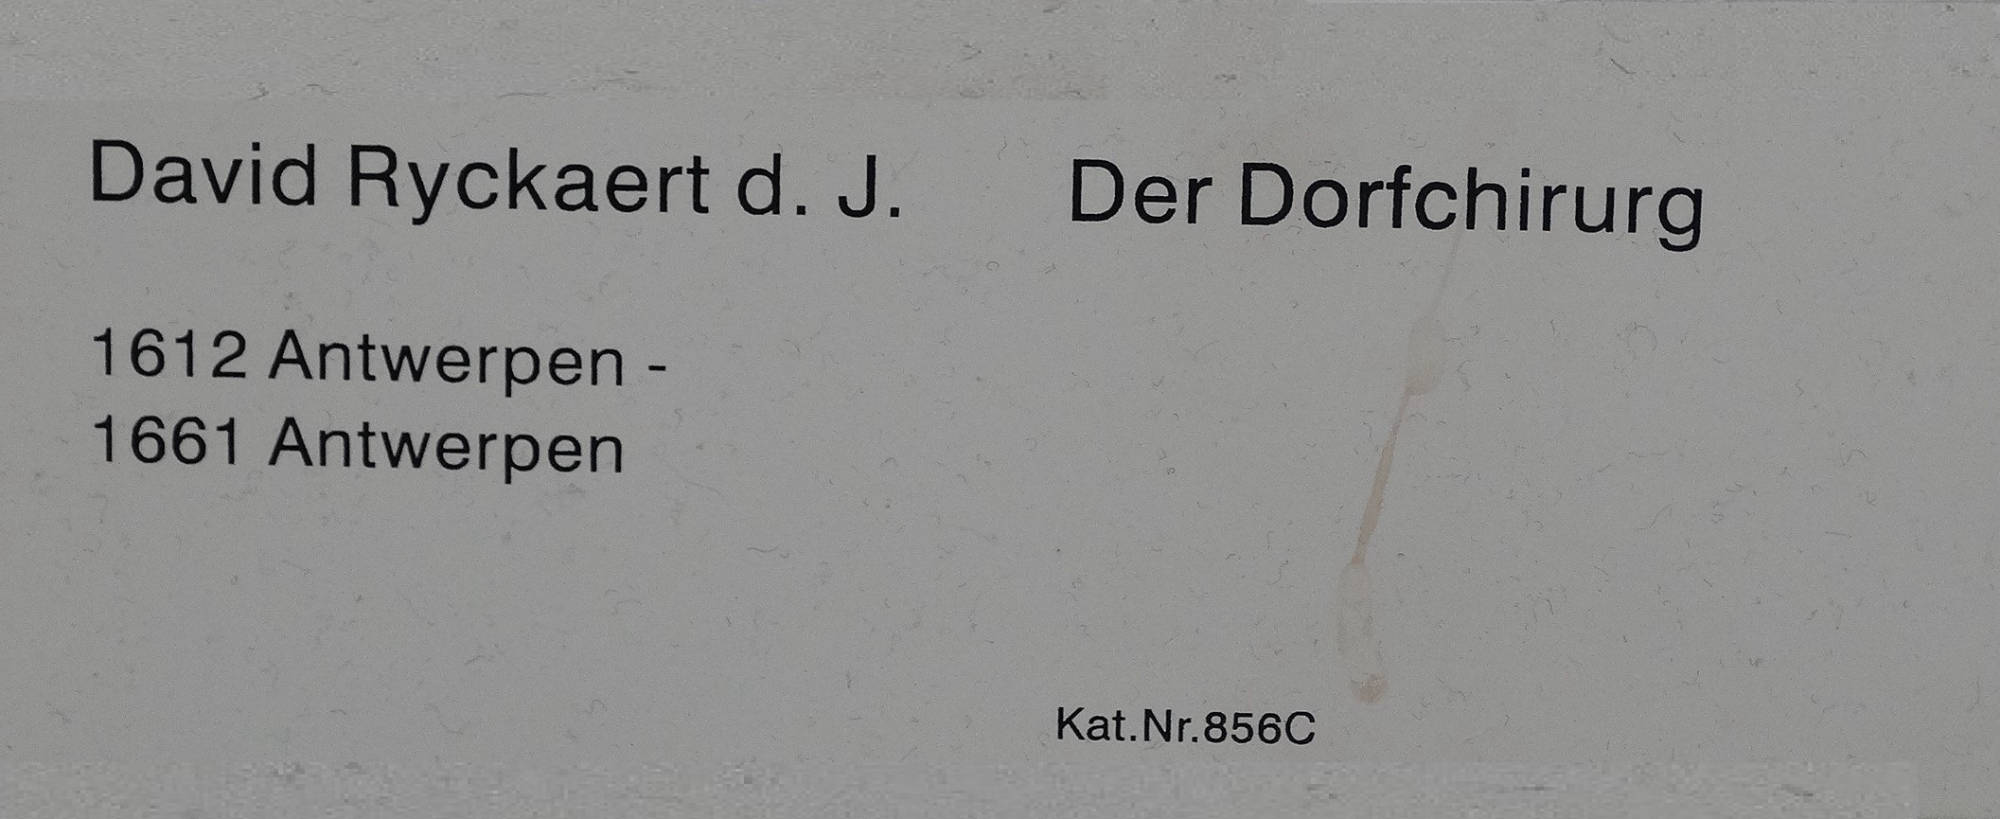 David Ryckaert d. J.
1612 Antwerpen -
1661 Antwerpen
Der Dorfchirurg
Kat.Nr.856C